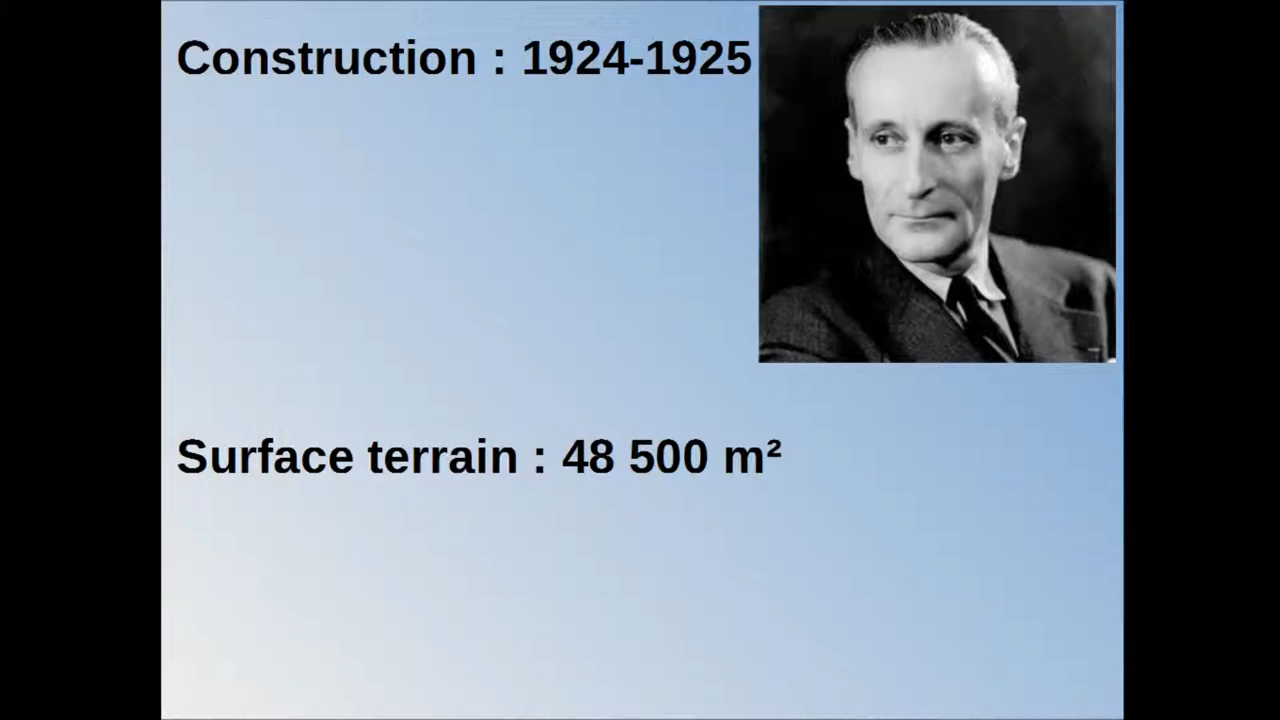 Construction : 1924-1925
Surface terrain : 48 500 m²